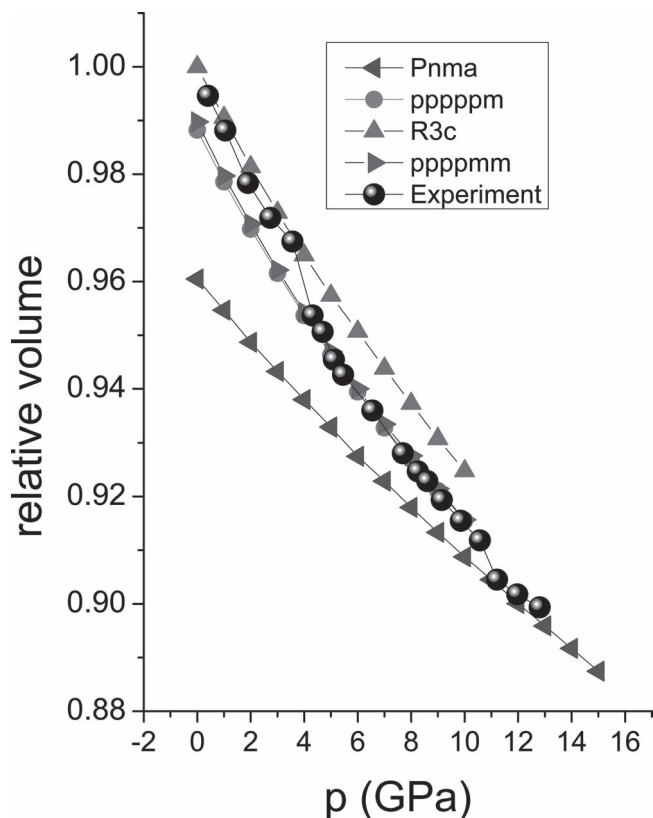 1.00
0.98
0.96
0.94
0.92
0.90
0.88
relative volume
Pnma
pppppm
R3c
ppppmm
Experiment
-2 0 2 4 6 8 10 12 14 16
p (GPa)